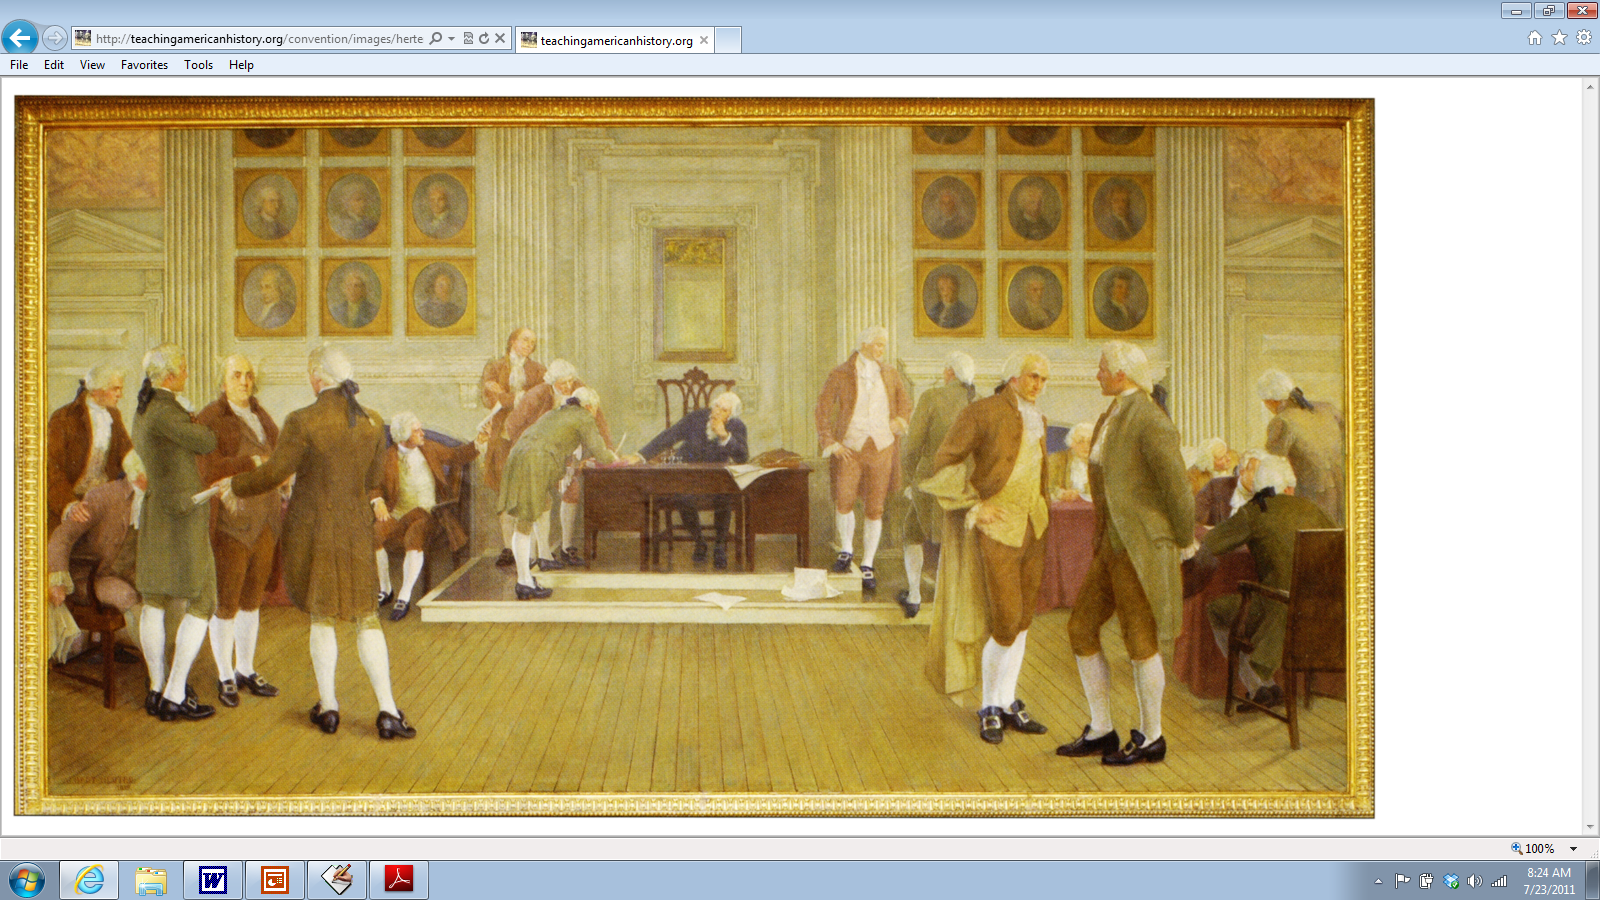 http://teachingamericanhistory.org/convention/images/herte
teachingamericanhistory.org
File Edit View Favorites Tools Help
100%
W
8:24 AM
7/23/2011